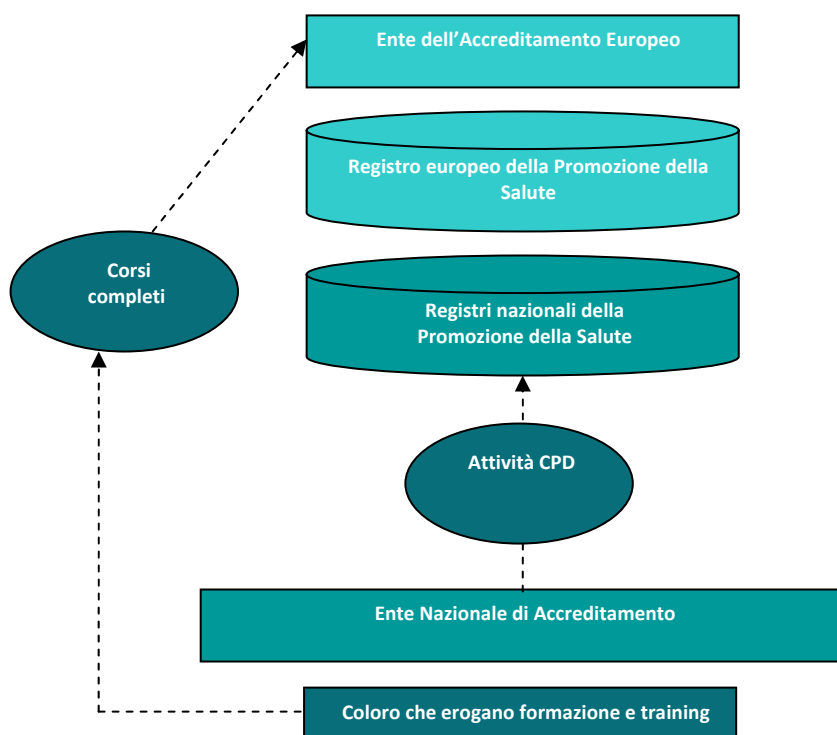 Ente dell’Accreditamento Europeo
Registro europeo della Promozione della
Salute
Corsi
completi
Registri nazionali della
Promozione della Salute
Attività CPD
Ente Nazionale di Accreditamento
Coloro che erogano formazione e training